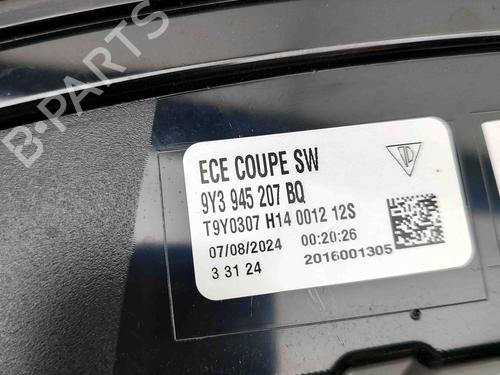 B-PARTS
ECE COUPE SW
9Y3 945 207 BQ
T9Y0307 H14 0012 12S
07/08/2024 00:20:26
3 31 24 2016001305